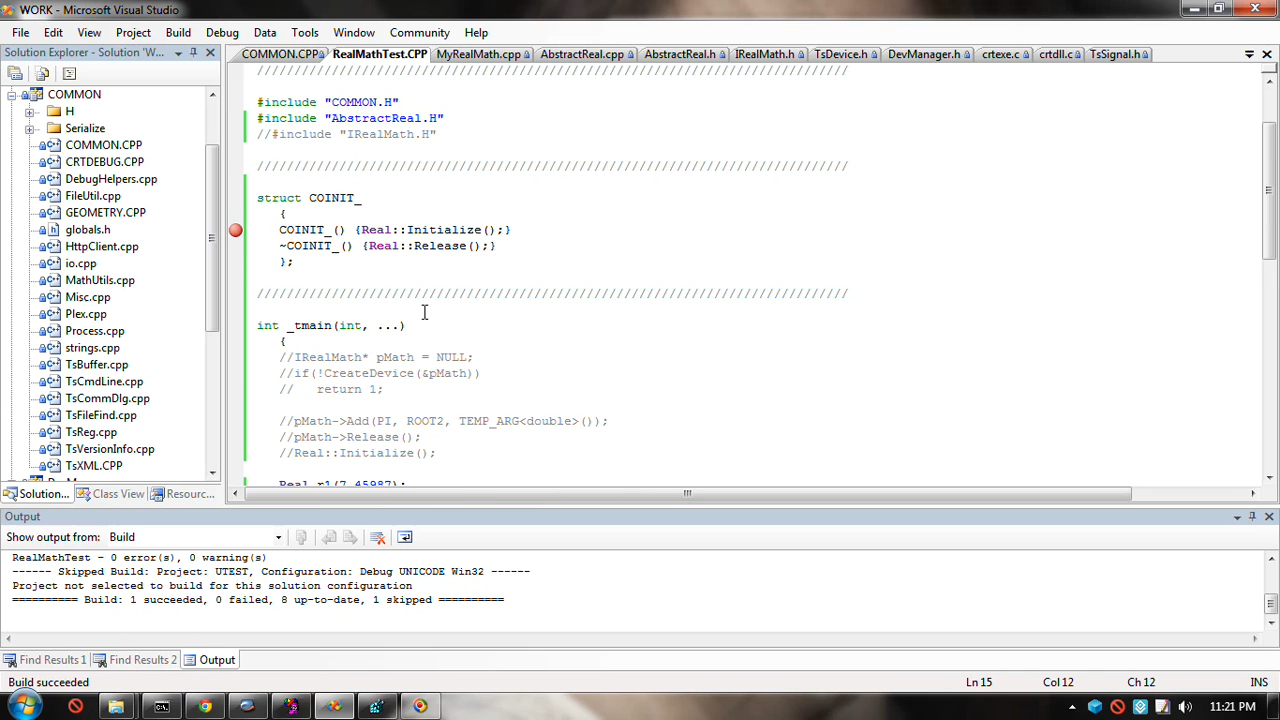 WORK - Microsoft Visual Studio
File Edit View Project Build Debug Data Tools Window Community Help
Solution Explorer - Solution 'W...
COMMON.CPP RealMathTest.CPP MyRealMath.cpp AbstractReal.cpp AbstractReal.h IRealMath.h TsDevice.h DevManager.h crtexe.c crtdll.c TsSignal.h
COMMON
H
Serialize
COMMON.CPP
CRTDEBUG.CPP
DebugHelpers.cpp
FileUtil.cpp
GEOMETRY.CPP
globals.h
HttpClient.cpp
io.cpp
MathUtils.cpp
Misc.cpp
Plex.cpp
Process.cpp
strings.cpp
TsBuffer.cpp
TsCmdLine.cpp
TsCommDlg.cpp
TsFileFind.cpp
TsReg.cpp
TsVersionInfo.cpp
TsXML.CPP
Solution... Class View Resourc...
///////////////////////////////////////////////////////////////////////////////
#include "COMMON.H"
#include "AbstractReal.H"
//#include "IRealMath.H"
///////////////////////////////////////////////////////////////////////////////
struct COINIT_
{
COINIT_() {Real::Initialize();}
~COINIT_() {Real::Release();}
};
///////////////////////////////////////////////////////////////////////////////
int _tmain(int, ...)
{
//IRealMath* pMath = NULL;
//if(!CreateDevice(&pMath))
// return 1;
//pMath->Add(PI, ROOT2, TEMP_ARG<double>());
//pMath->Release();
//Real::Initialize();
Real r1(7.45987);
Output
Show output from: Build
RealMathTest - 0 error(s), 0 warning(s)
------ Skipped Build: Project: UTEST, Configuration: Debug UNICODE Win32 ------
Project not selected to build for this solution configuration
========== Build: 1 succeeded, 0 failed, 8 up-to-date, 1 skipped ==========
Find Results 1 Find Results 2 Output
Build succeeded Ln 15 Col 12 Ch 12 INS
11:21 PM